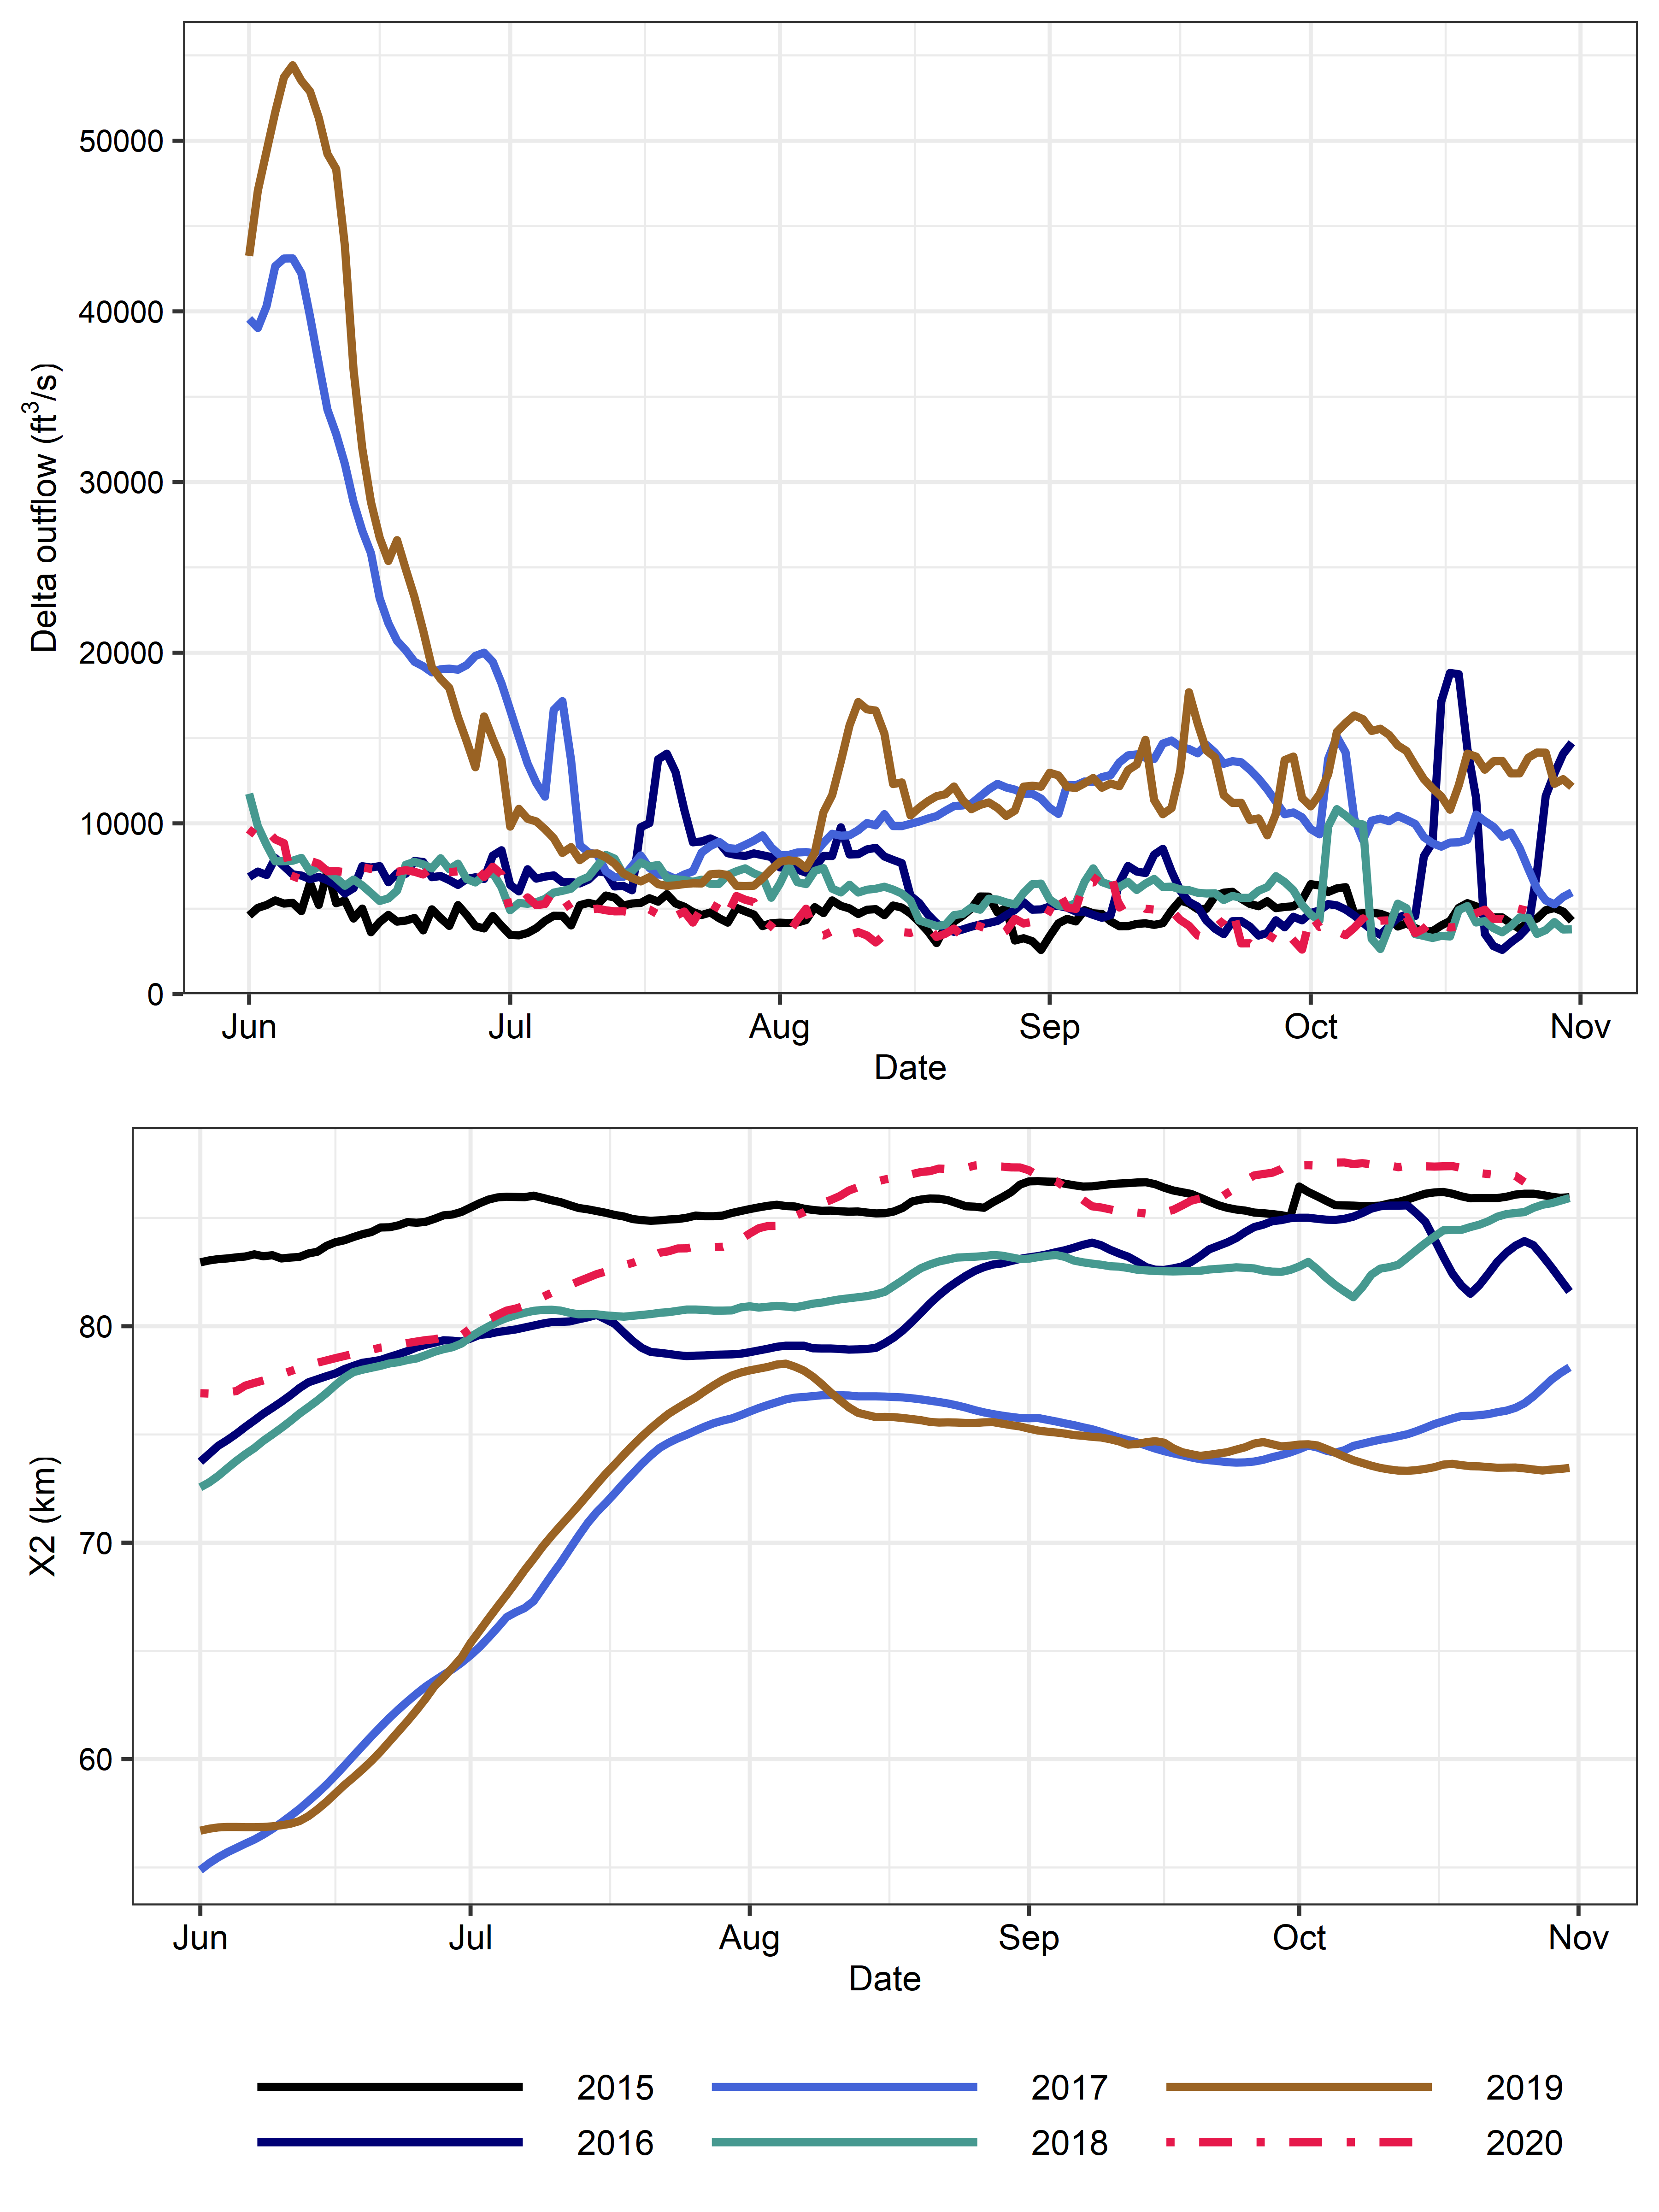 50000
40000
30000
20000
10000
0
Delta outflow (ft³/s)
Jun Jul Aug Sep Oct Nov
Date
80
70
60
X2 (km)
Jun Jul Aug Sep Oct Nov
Date
2015 2017 2019
2016 2018 2020